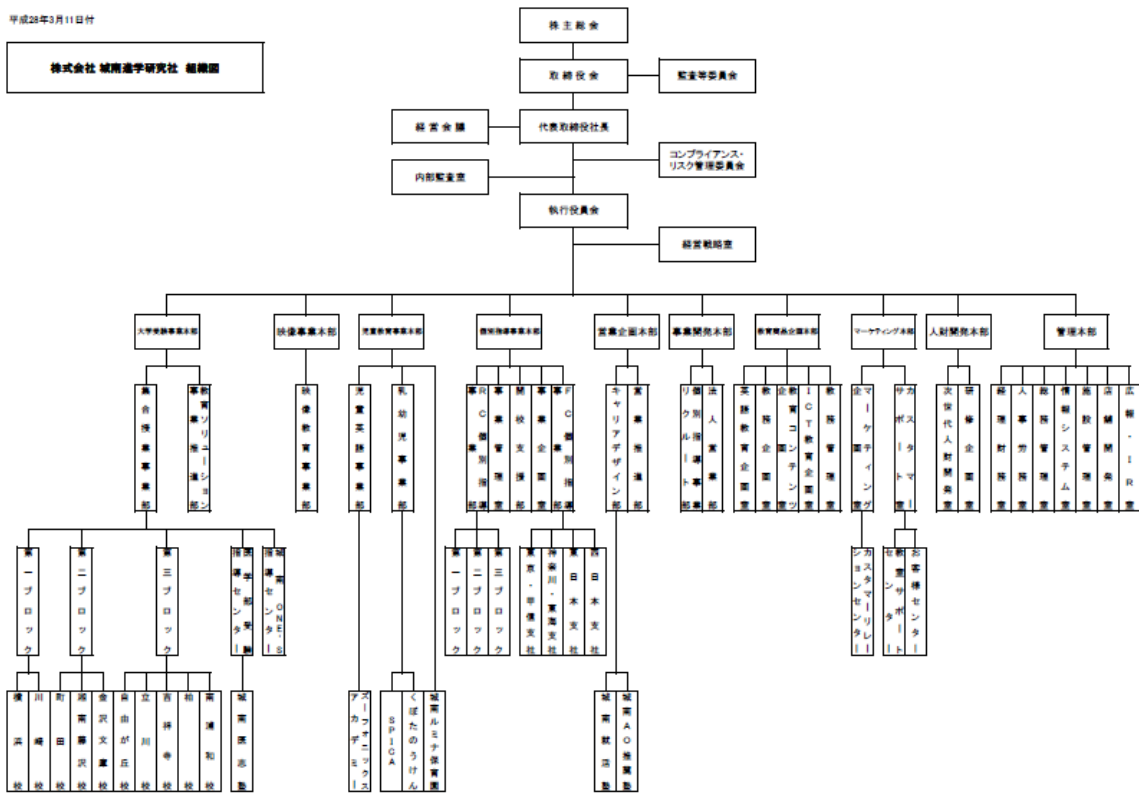 平成28年3月11日付
株式会社 城南進学研究社 組織図
株主総会
取締役会
監査等委員会
経営会議
代表取締役社長
コンプライアンス・
リスク管理委員会
内部監査室
執行役員会
経営戦略室
大学受験事業本部
映像事業本部
児童教育事業本部
個別指導事業本部
営業企画本部
事業開発本部
教育商品企画本部
マーケティング本部
人財開発本部
管理本部
集合授業事業部
教育ソリューション
事業推進部
映像教育事業部
児童英語事業部
乳幼児事業部
RC個別指導
事業部
事業管理室
開校支援部
事業企画室
FC個別指導
事業部
キャリアデザイン部
営業推進部
個別指導事業
リクルート部
法人営業部
英語教育企画室
教務企画室
教育コンテンツ
企画室
ICT教育企画室
教務管理室
マーケティング
企画室
カスタマー
サポート室
次世代人財開発室
研修企画室
経理財務室
人事労務室
総務管理室
情報システム室
施設管理室
店舗開発室
広報・IR室
第一ブロック
第二ブロック
第三ブロック
医学部受験
指導センター
城南ONE-S
指導センター
第一ブロック
第二ブロック
第三ブロック
東京・甲信支社
神奈川・東海支社
東日本支社
西日本支社
カスタマーリレー
ションセンター
教室サポート
センター
お客様センター
横浜校
川崎校
町田校
湘南藤沢校
金沢文庫校
自由が丘校
立川校
吉祥寺校
柏校
南浦和校
城南医志塾
ズー・フォニックス
アカデミー
SPICA
くぼたのうけん
城南ルミナ保育園
城南就活塾
城南AO推薦塾